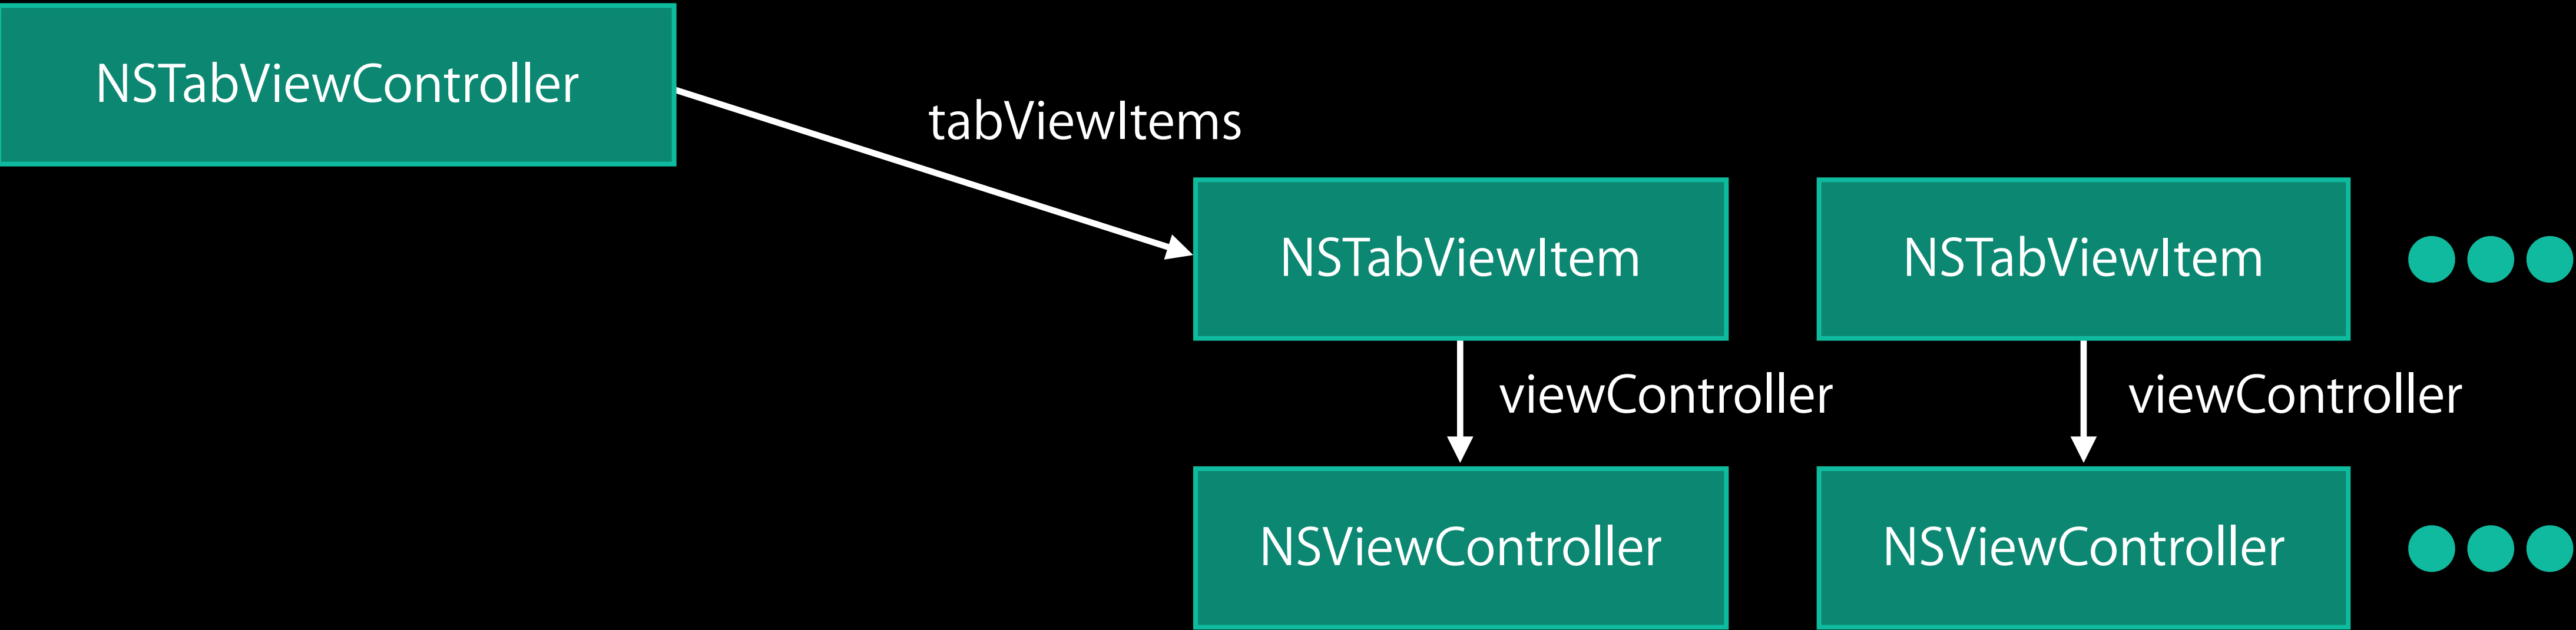 NSTabViewController
tabViewItems
NSTabViewItem
NSTabViewItem
viewController
viewController
NSViewController
NSViewController